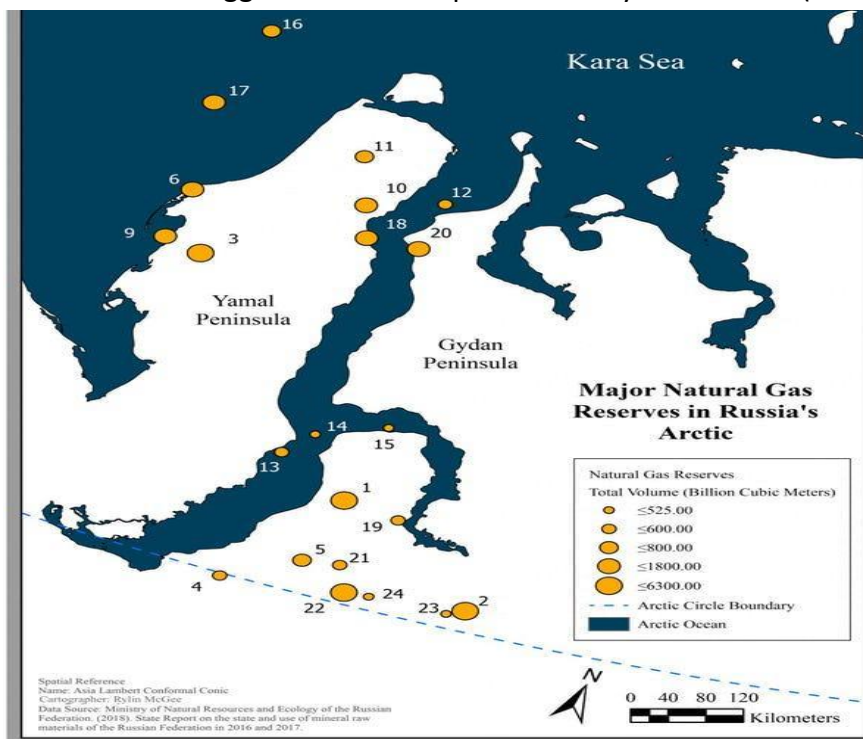 16
Kara Sea
17
11
6
10
12
9
3
18
20
Yamal
Peninsula
Gydan
Peninsula
14
15
13
1
19
5
21
4
22
24
23
2
Major Natural Gas
Reserves in Russia's
Arctic
Natural Gas Reserves
Total Volume (Billion Cubic Meters)
≤525.00
≤600.00
≤800.00
≤1800.00
≤6300.00
Arctic Circle Boundary
Arctic Ocean
Spatial Reference
Name: Asia Lambert Conformal Conic
Cartographer: Rylin McGee
Data Source: Ministry of Natural Resources and Ecology of the Russian
Federation. (2018). State Report on the state and use of mineral raw
materials of the Russian Federation in 2016 and 2017.
N
0 40 80 120
Kilometers